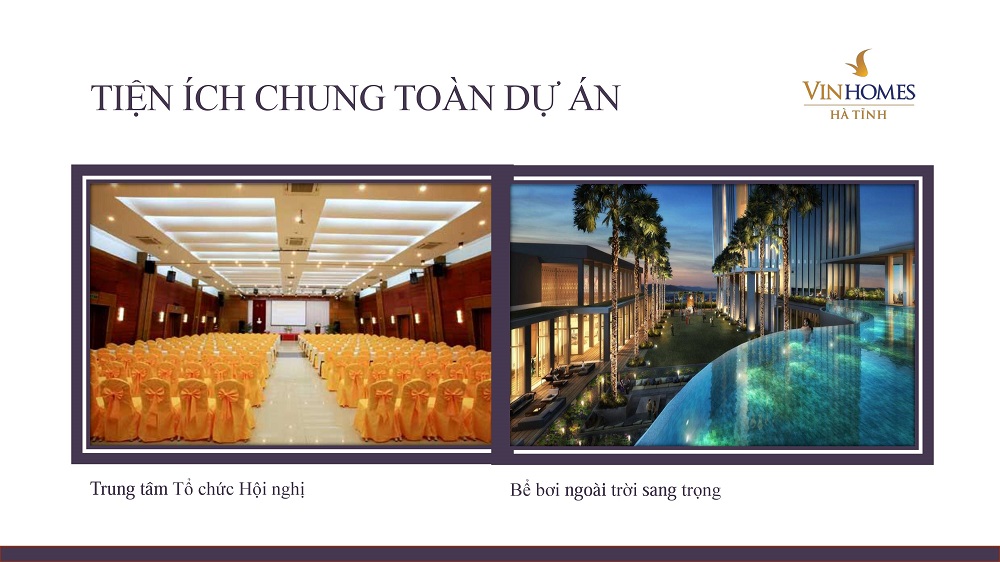 TIỆN ÍCH CHUNG TOÀN DỰ ÁN
VINHOMES
HÀ TĨNH
Trung tâm Tổ chức Hội nghị
Bể bơi ngoài trời sang trọng